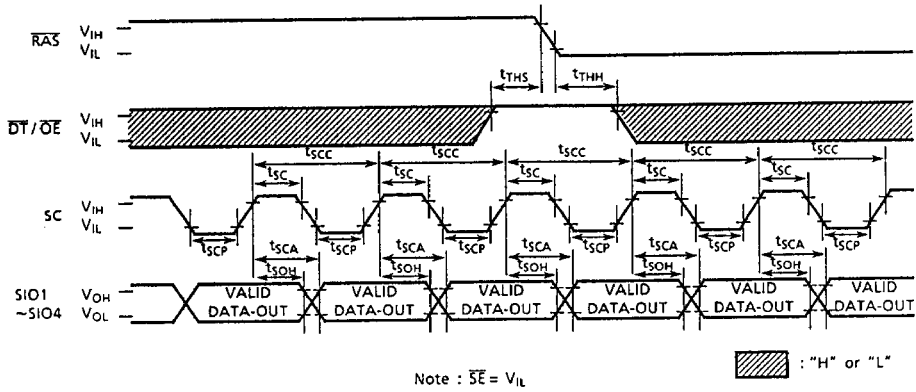 RAS VIH
VIL
tTHS tTHH
DT/OE VIH
VIL
tSCC tSCC tSCC tSCC tSCC
tSC tSC tSC tSC tSC
SC VIH
VIL
tSCP tSCP tSCP tSCP tSCP tSCP
tSCA tSCA tSCA tSCA tSCA
tSOH tSOH tSOH tSOH tSOH
SIO1 ~SIO4 VOH VOL
VALID DATA-OUT VALID DATA-OUT VALID DATA-OUT VALID DATA-OUT VALID DATA-OUT VALID DATA-OUT
: "H" or "L"
Note : SE = VIL